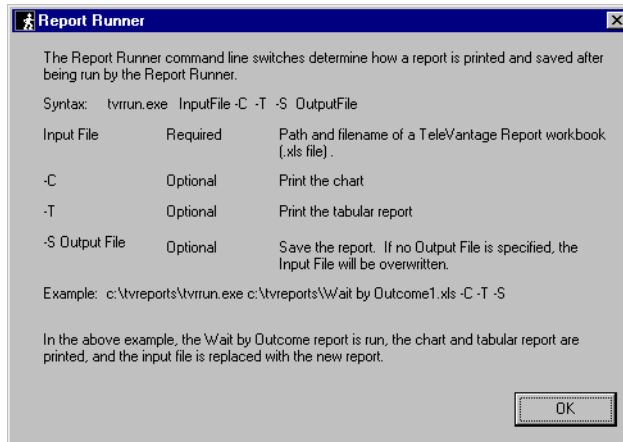 Report Runner
The Report Runner command line switches determine how a report is printed and saved after
being run by the Report Runner.
Syntax: tvrrun.exe InputFile -C -T -S OutputFile
Input File Required Path and filename of a TeleVantage Report workbook
(.xls file) .
-C Optional Print the chart
-T Optional Print the tabular report
-S Output File Optional Save the report. If no Output File is specified, the
Input File will be overwritten.
Example: c:\tvreports\tvrrun.exe c:\tvreports\Wait by Outcome1.xls -C -T -S
In the above example, the Wait by Outcome report is run, the chart and tabular report are
printed, and the input file is replaced with the new report.
OK